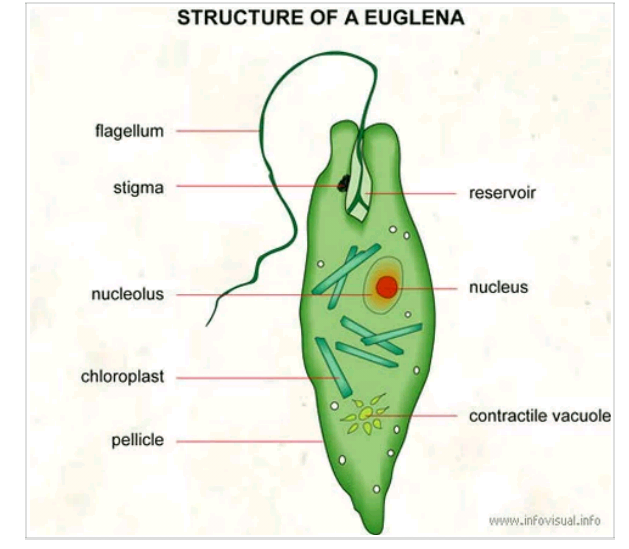 STRUCTURE OF A EUGLENA
flagellum
stigma
reservoir
nucleolus
nucleus
chloroplast
contractile vacuole
pellicle
www.infovisual.info